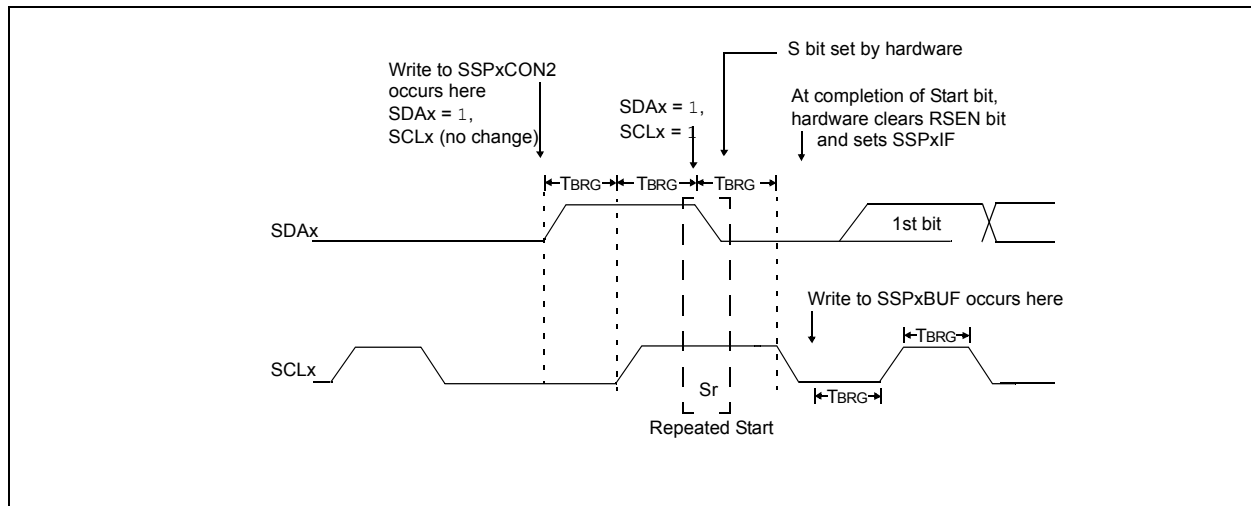 S bit set by hardware
Write to SSPxCON2
occurs here
SDAx = 1,
SCLx (no change)
SDAx = 1,
SCLx = 1
At completion of Start bit,
hardware clears RSEN bit
and sets SSPxIF
TBRG
TBRG
TBRG
SDAx
1st bit
Write to SSPxBUF occurs here
TBRG
SCLx
Sr
TBRG
Repeated Start